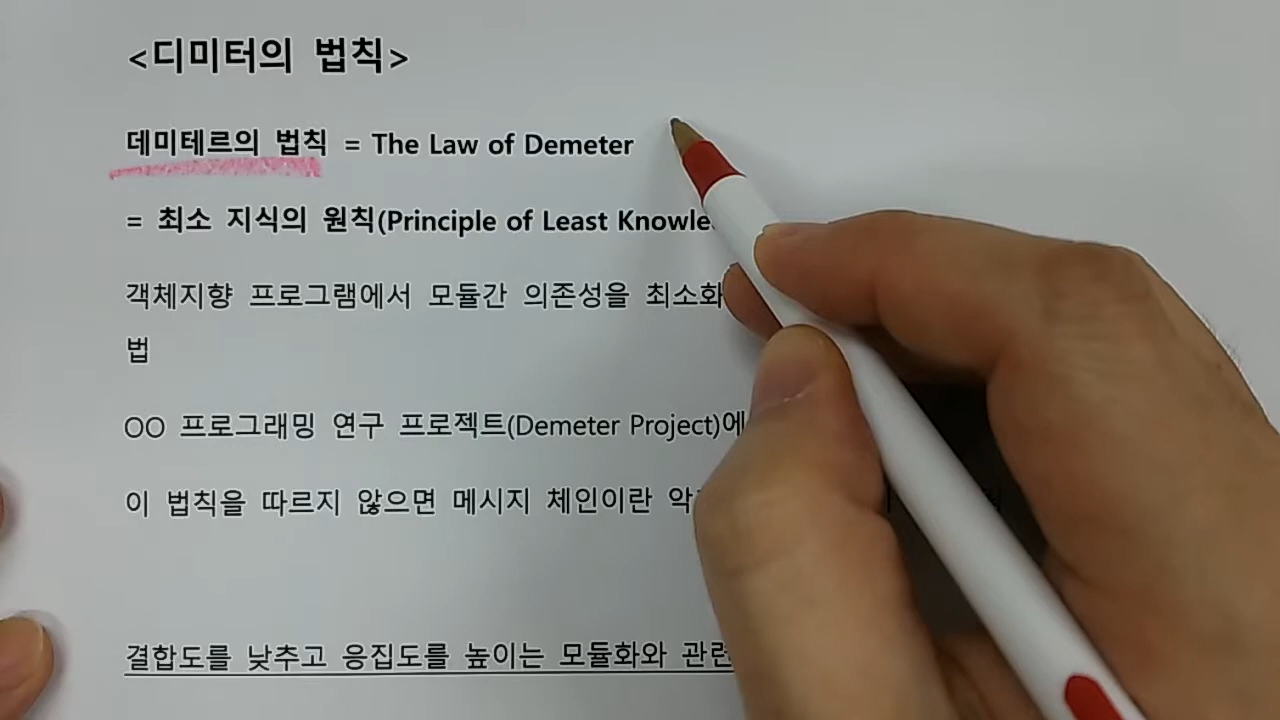 <디미터의 법칙>
데미테르의 법칙 = The Law of Demeter
= 최소 지식의 원칙(Principle of Least
객체지향 프로그램에서 모듈간 의존성을 최소화
법
OO 프로그래밍 연구 프로젝트(Demeter Project)에
이 법칙을 따르지 않으면 메시지 체인이란
결합도를 낮추고 응집도를 높이는 모듈화와